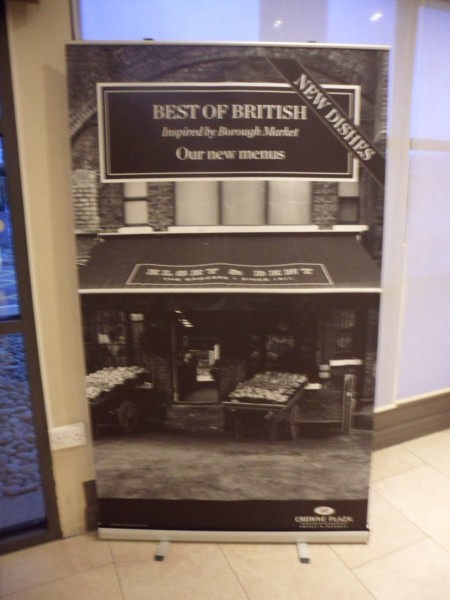 BEST OF BRITISH
Inspired by Borough Market
Our new menus
NEW DISHES
CROWNE PLAZA